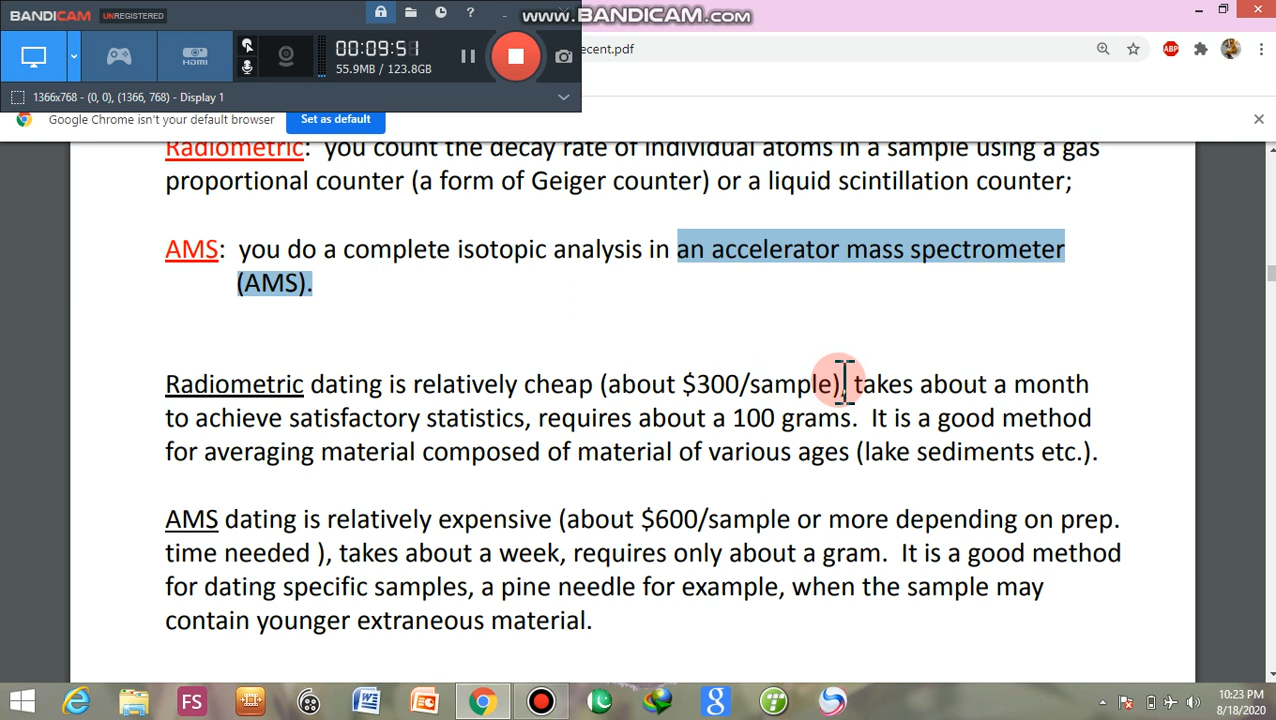 BANDICAM UNREGISTERED
www.BANDICAM.com
HDMI
00:09:51
55.9MB / 123.8GB
1366x768 - (0, 0), (1366, 768) - Display 1
ecent.pdf
ABP
Google Chrome isn't your default browser Set as default
Radiometric: you count the decay rate of individual atoms in a sample using a gas
proportional counter (a form of Geiger counter) or a liquid scintillation counter;
AMS: you do a complete isotopic analysis in an accelerator mass spectrometer
(AMS).
Radiometric dating is relatively cheap (about $300/sample), takes about a month
to achieve satisfactory statistics, requires about a 100 grams. It is a good method
for averaging material composed of material of various ages (lake sediments etc.).
AMS dating is relatively expensive (about $600/sample or more depending on prep.
time needed ), takes about a week, requires only about a gram. It is a good method
for dating specific samples, a pine needle for example, when the sample may
contain younger extraneous material.
FS
10:23 PM
8/18/2020